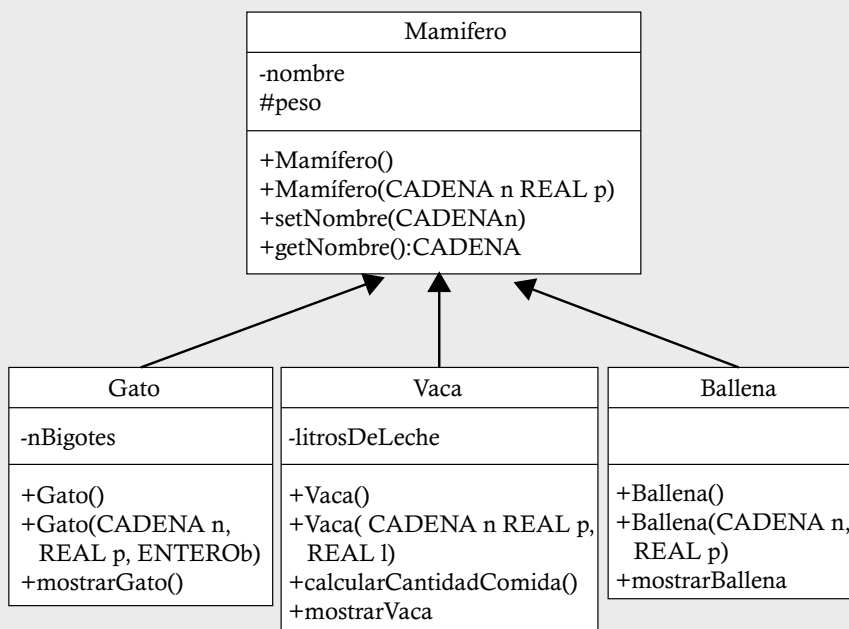 Mamifero
-nombre
#peso
+Mamífero()
+Mamífero(CADENA n REAL p)
+setNombre(CADENAn)
+getNombre():CADENA
Gato
-nBigotes
+Gato()
+Gato(CADENA n,
REAL p, ENTEROb)
+mostrarGato()
Vaca
-litrosDeLeche
+Vaca()
+Vaca( CADENA n REAL p,
REAL l)
+calcularCantidadComida()
+mostrarVaca
Ballena
+Ballena()
+Ballena(CADENA n,
REAL p)
+mostrarBallena